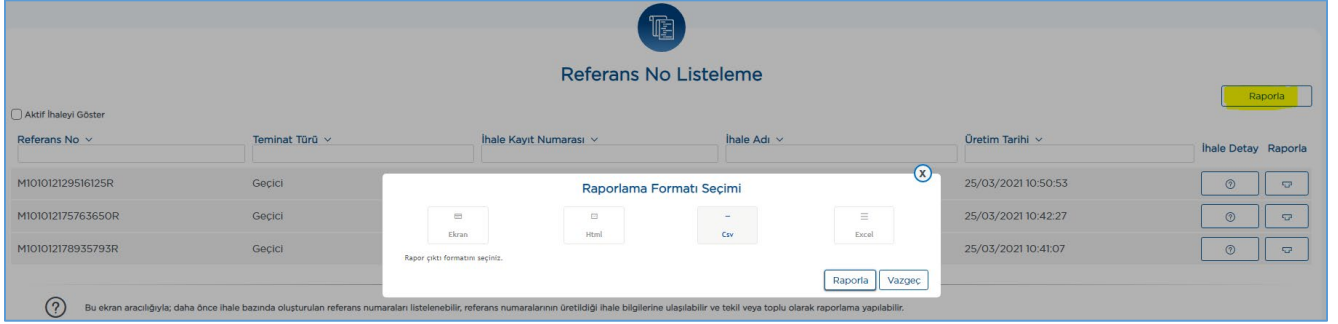 Referans No Listeleme
Raporla
Aktif İhaleyi Göster
Referans No Teminat Türü İhale Kayıt Numarası İhale Adı Üretim Tarihi İhale Detay Raporla
M101012129516125R Geçici 25/03/2021 10:50:53
M101012175763650R Geçici 25/03/2021 10:42:27
M101012178935793R Geçici 25/03/2021 10:41:07
X
Raporlama Formatı Seçimi
Ekran Html Csv Excel
Rapor çıktı formatını seçiniz.
Raporla Vazgeç
Bu ekran aracılığıyla; daha önce ihale bazında oluşturulan referans numaraları listelenebilir, referans numaralarının üretildiği ihale bilgilerine ulaşılabilir ve tekil veya toplu olarak raporlama yapılabilir.